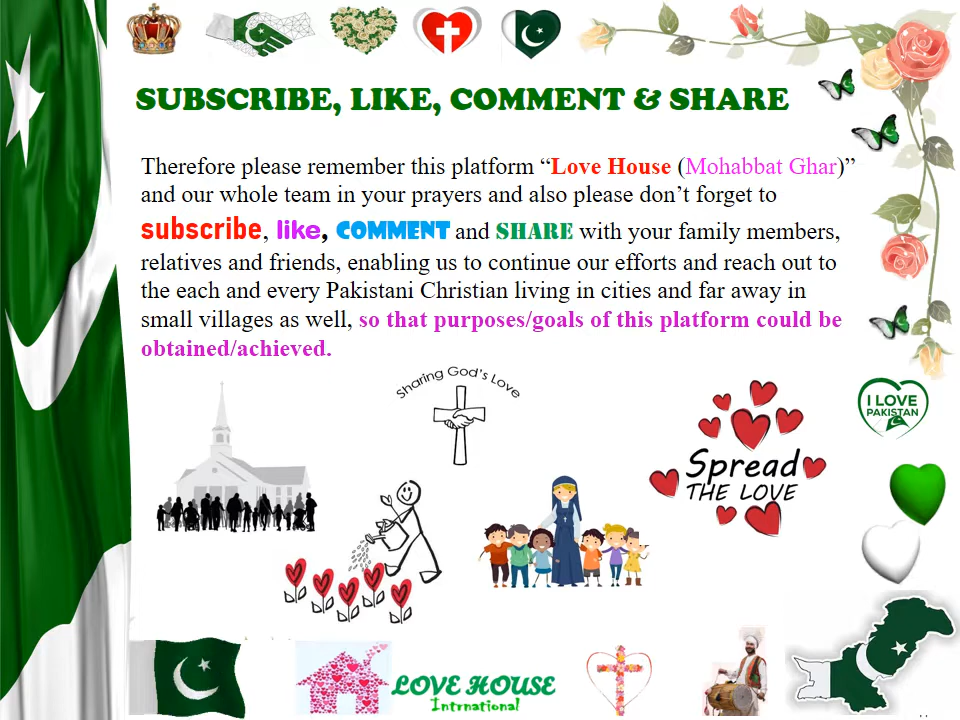 SUBSCRIBE, LIKE, COMMENT & SHARE
Therefore please remember this platform “Love House (Mohabbat Ghar)”
and our whole team in your prayers and also please don’t forget to
subscribe, like, COMMENT and SHARE with your family members,
relatives and friends, enabling us to continue our efforts and reach out to
the each and every Pakistani Christian living in cities and far away in
small villages as well, so that purposes/goals of this platform could be
obtained/achieved.
Sharing God's Love
I LOVE
PAKISTAN
Spread
THE LOVE
LOVE HOUSE
Intrnational